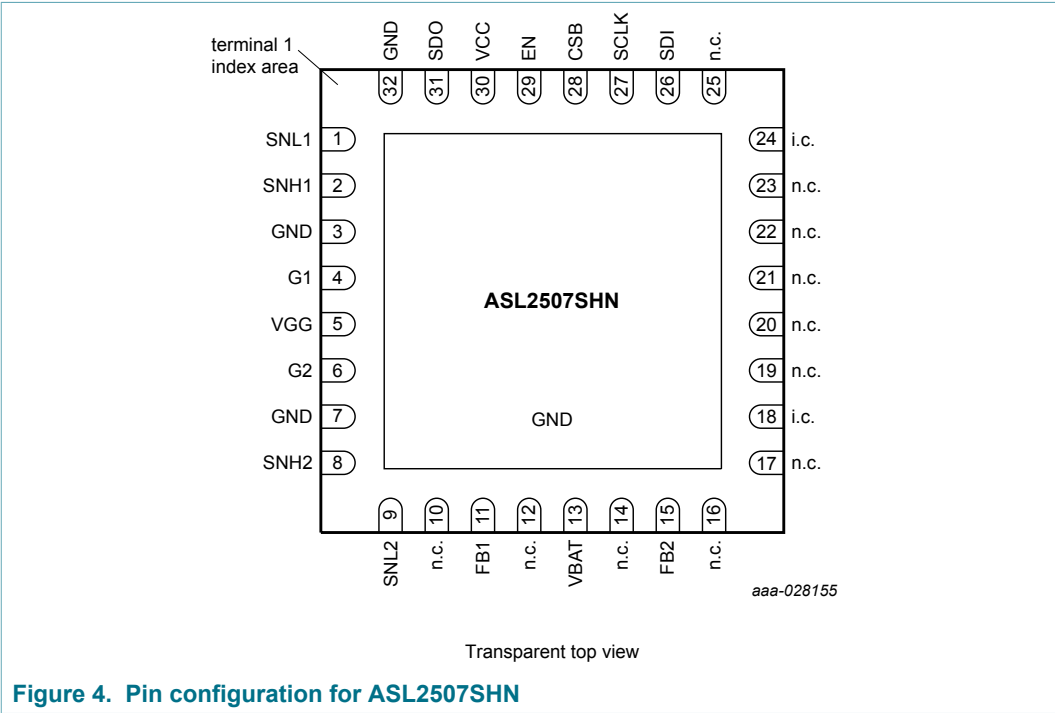 terminal 1
index area
GND
SDO
VCC
EN
CSB
SCLK
SDI
n.c.
32
31
30
29
28
27
26
25
SNL1 1
SNH1 2
GND 3
G1 4
VGG 5
G2 6
GND 7
SNH2 8
ASL2507SHN
GND
24 i.c.
23 n.c.
22 n.c.
21 n.c.
20 n.c.
19 n.c.
18 i.c.
17 n.c.
9
10
11
12
13
14
15
16
SNL2
n.c.
FB1
n.c.
VBAT
n.c.
FB2
n.c.
aaa-028155
Transparent top view
Figure 4. Pin configuration for ASL2507SHN